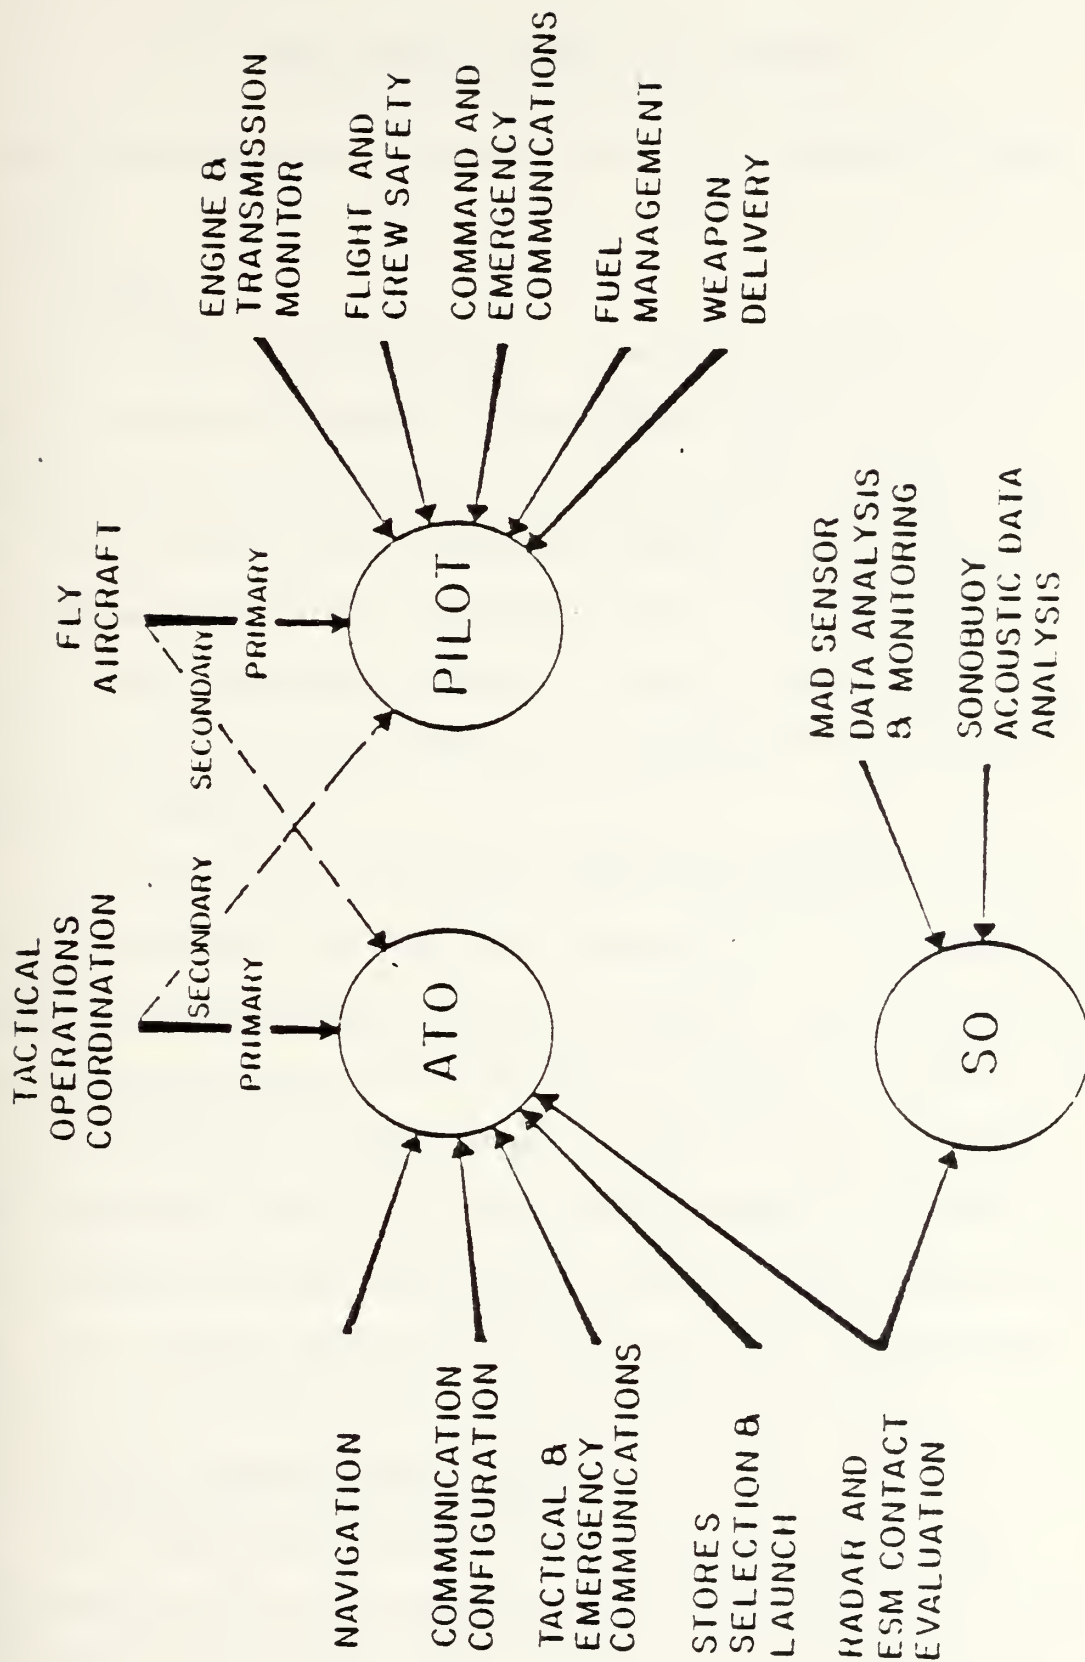 TACTICAL
OPERATIONS
COORDINATION
FLY
AIRCRAFT
SECONDARY
SECONDARY
PRIMARY
PRIMARY
NAVIGATION
COMMUNICATION
CONFIGURATION
TACTICAL &
EMERGENCY
COMMUNICATIONS
STORES
SELECTION &
LAUNCH
RADAR AND
ESM CONTACT
EVALUATION
ATO
PILOT
ENGINE &
TRANSMISSION
MONITOR
FLIGHT AND
CREW SAFETY
COMMAND AND
EMERGENCY
COMMUNICATIONS
FUEL
MANAGEMENT
WEAPON
DELIVERY
SO
MAD SENSOR
DATA ANALYSIS
& MONITORING
SONOBUOY
ACOUSTIC DATA
ANALYSIS